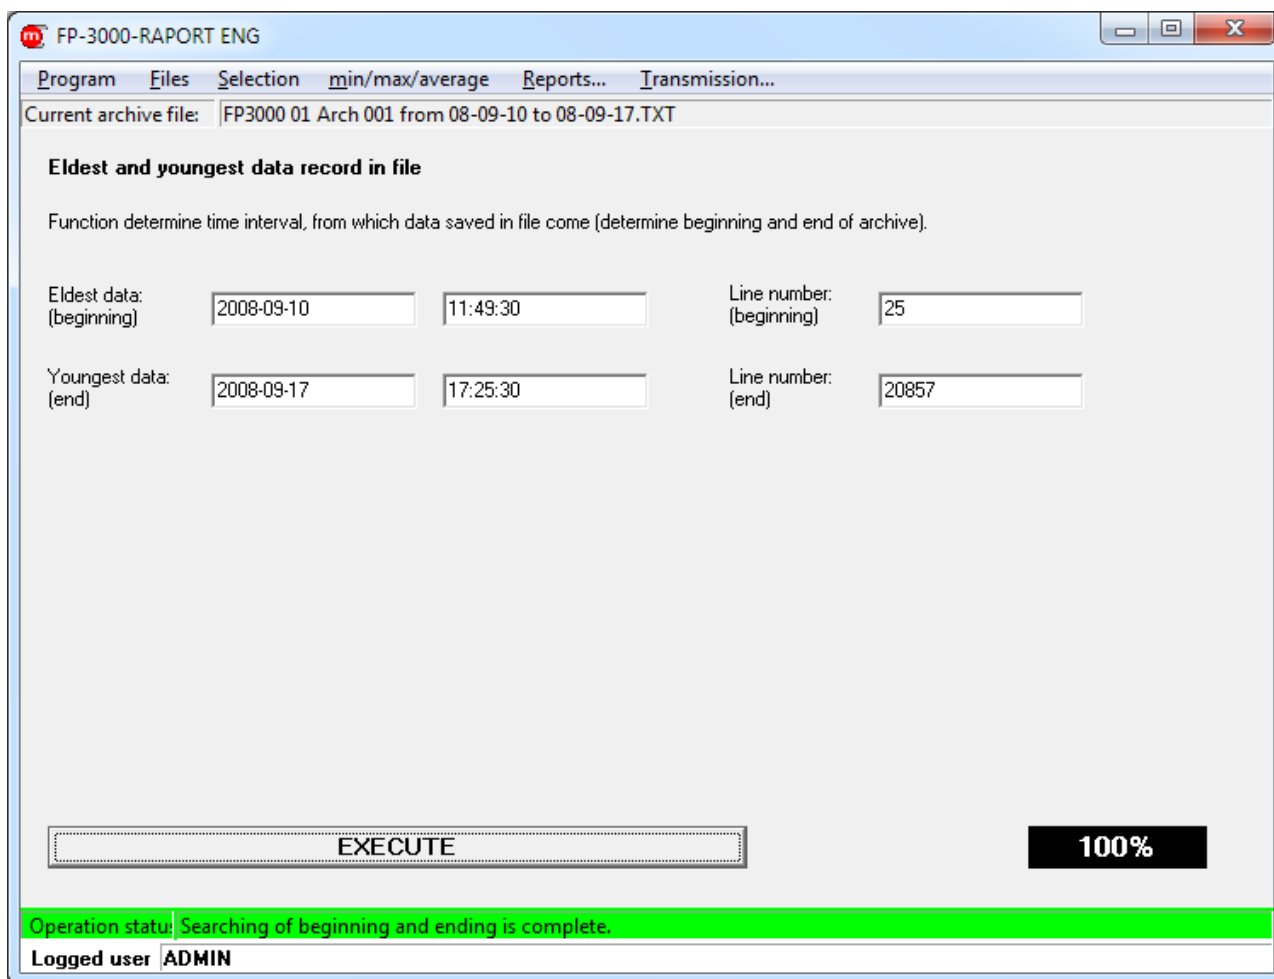 FP-3000-RAPORT ENG
Program Files Selection min/max/average Reports... Transmission...
Current archive file: FP3000 01 Arch 001 from 08-09-10 to 08-09-17.TXT
Eldest and youngest data record in file
Function determine time interval, from which data saved in file come (determine beginning and end of archive).
Eldest data: 2008-09-10 11:49:30 Line number: 25
(beginning) (beginning)
Youngest data: 2008-09-17 17:25:30 Line number: 20857
(end) (end)
EXECUTE 100%
Operation statu Searching of beginning and ending is complete.
Logged user ADMIN